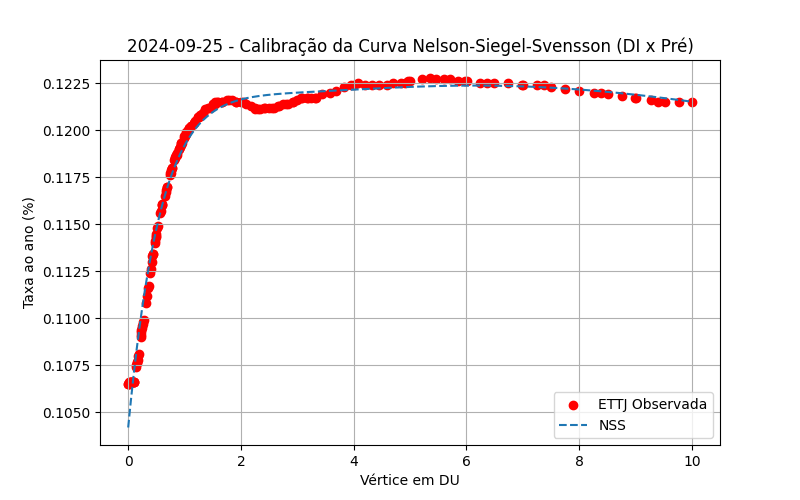 2024-09-25 - Calibração da Curva Nelson-Siegel-Svensson (DI x Pré)
Taxa ao ano (%)
0.1225
0.1200
0.1175
0.1150
0.1125
0.1100
0.1075
0.1050
ETTJ Observada
NSS
0 2 4 6 8 10
Vértice em DU